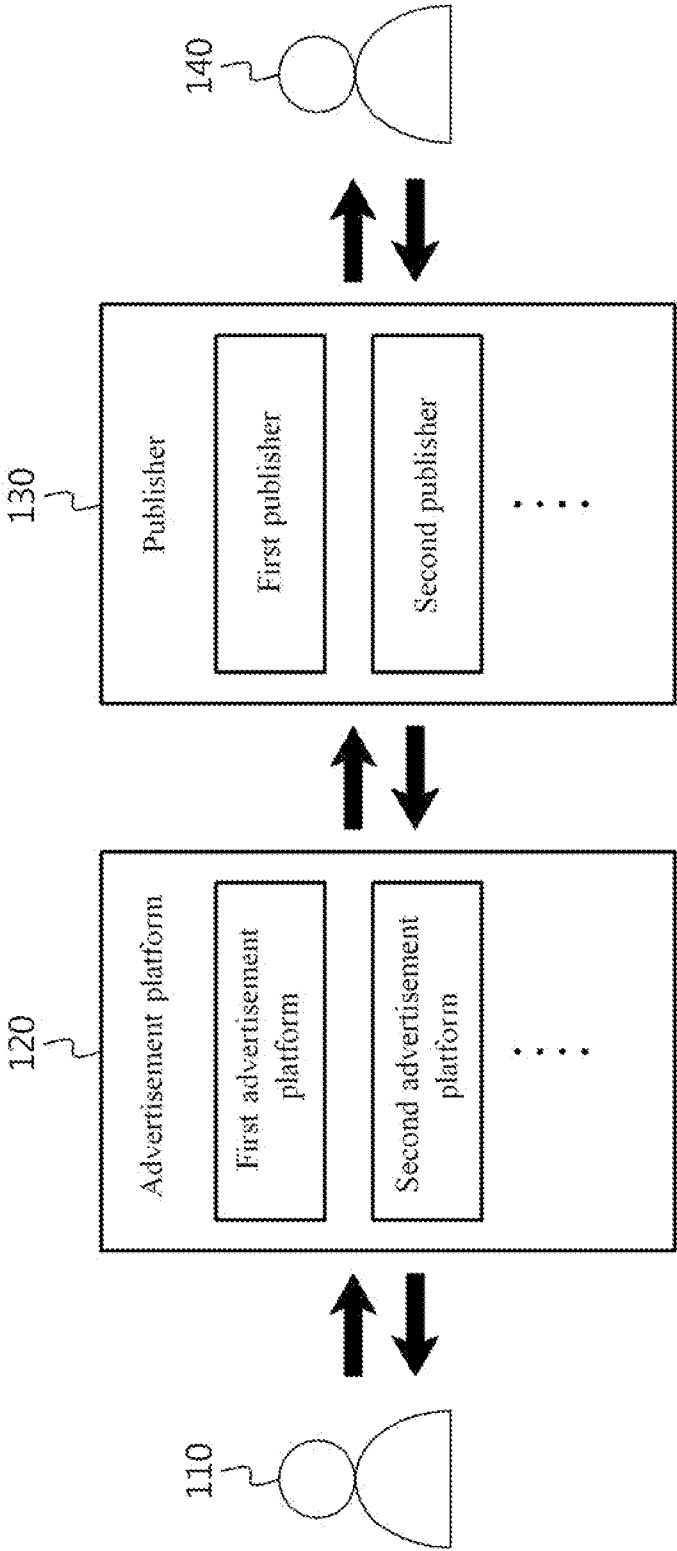 110
120
Advertisement platform
First advertisement
platform
Second advertisement
platform
130
Publisher
First publisher
Second publisher
140